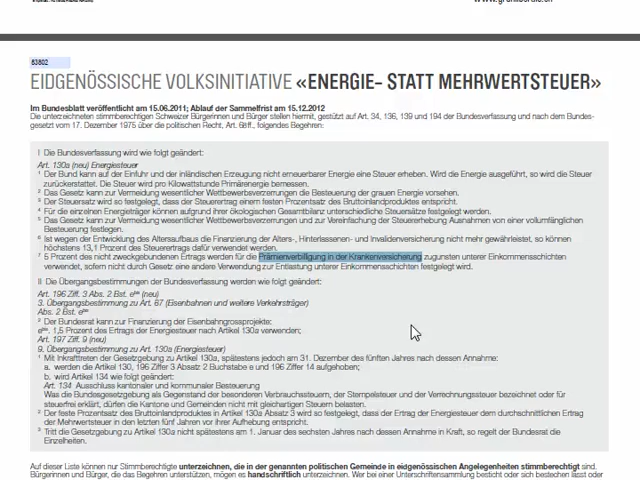 63802
EIDGENÖSSISCHE VOLKSINITIATIVE «ENERGIE- STATT MEHRWERTSTEUER»
Im Bundesblatt veröffentlicht am 15.06.2011; Ablauf der Sammelfrist am 15.12.2012
Die unterzeichneten stimmberechtigten Schweizer Bürgerinnen und Bürger stellen hiermit, gestützt auf Art. 34, 136, 139 und 194 der Bundesverfassung und nach dem Bundes-
gesetz vom 17. Dezember 1976 über die politischen Recht, Art. 68ff., folgendes Begehren:
I Die Bundesverfassung wird wie folgt geändert:
Art. 130a (neu) Energiesteuer
1 Der Bund kann auf der Einfuhr und der inländischen Erzeugung nicht erneuerbarer Energie eine Steuer erheben. Wird die Energie ausgeführt, so wird die Steuer
zurückerstattet. Die Steuer wird pro Kilowattstunde Primärenergie bemessen.
2 Das Gesetz kann zur Vermeidung wesentlicher Wettbewerbsverzerrungen die Besteuerung der grauen Energie vorsehen.
3 Der Steuersatz wird so festgelegt, dass der Steuerertrag einem festen Prozentsatz des Bruttoinlandproduktes entspricht.
4 Für die einzelnen Energieträger können aufgrund ihrer ökologischen Gesamtbilanz unterschiedliche Steuersätze festgelegt werden.
5 Das Gesetz kann zur Vermeidung wesentlicher Wettbewerbsverzerrungen und zur Vereinfachung der Steuererhebung Ausnahmen von einer vollumfänglichen
Besteuerung festlegen.
6 Ist wegen der Entwicklung des Altersaufbaus die Finanzierung der Alters-, Hinterlassenen- und Invalidenversicherung nicht mehr gewährleistet, so können
höchstens 13,1 Prozent des Steuerertrags dafür verwendet werden.
7 5 Prozent des nicht zweckgebundenen Ertrags werden für die Prämienverbilligung in der Krankenversicherung zugunsten unterer Einkommensschichten
verwendet, sofern nicht durch Gesetz eine andere Verwendung zur Entlastung unterer Einkommensschichten festgelegt wird.
II Die Übergangsbestimmungen der Bundesverfassung werden wie folgt geändert:
Art. 196 Ziff. 3 Abs. 2 Bst. ebis (neu)
3. Übergangsbestimmung zu Art. 87 (Eisenbahnen und weitere Verkehrsträger)
Abs. 2 Bst. ebis
2 Der Bundesrat kann zur Finanzierung der Eisenbahngrossprojekte:
ebis. 1,5 Prozent des Ertrags der Energiesteuer nach Artikel 130a verwenden;
Art. 197 Ziff. 9 (neu)
9. Übergangsbestimmung zu Art. 130a (Energiesteuer)
1 Mit Inkrafttreten der Gesetzgebung zu Artikel 130a, spätestens jedoch am 31. Dezember des fünften Jahres nach dessen Annahme:
a. werden die Artikel 130, 196 Ziffer 3 Absatz 2 Buchstabe e und 196 Ziffer 14 aufgehoben;
b. wird Artikel 134 wie folgt geändert:
Art. 134 Ausschluss kantonaler und kommunaler Besteuerung
Was die Bundesgesetzgebung als Gegenstand der besonderen Verbrauchssteuern, der Stempelsteuer und der Verrechnungssteuer bezeichnet oder für
steuerfrei erklärt, dürfen die Kantone und Gemeinden nicht mit gleichartigen Steuern belasten.
2 Der feste Prozentsatz des Bruttoinlandproduktes in Artikel 130a Absatz 3 wird so festgelegt, dass der Ertrag der Energiesteuer dem durchschnittlichen Ertrag
der Mehrwertsteuer in den letzten fünf Jahren vor ihrer Aufhebung entspricht.
3 Tritt die Gesetzgebung zu Artikel 130a nicht spätestens am 1. Januar des sechsten Jahres nach dessen Annahme in Kraft, so regelt der Bundesrat die
Einzelheiten.
Auf dieser Liste können nur Stimmberechtigte unterzeichnen, die in der genannten politischen Gemeinde in eidgenössischen Angelegenheiten stimmberechtigt sind.
Bürgerinnen und Bürger, die das Begehren unterstützen, mögen es handschriftlich unterzeichnen. Wer bei einer Unterschriftensammlung besticht oder sich bestechen lässt oder